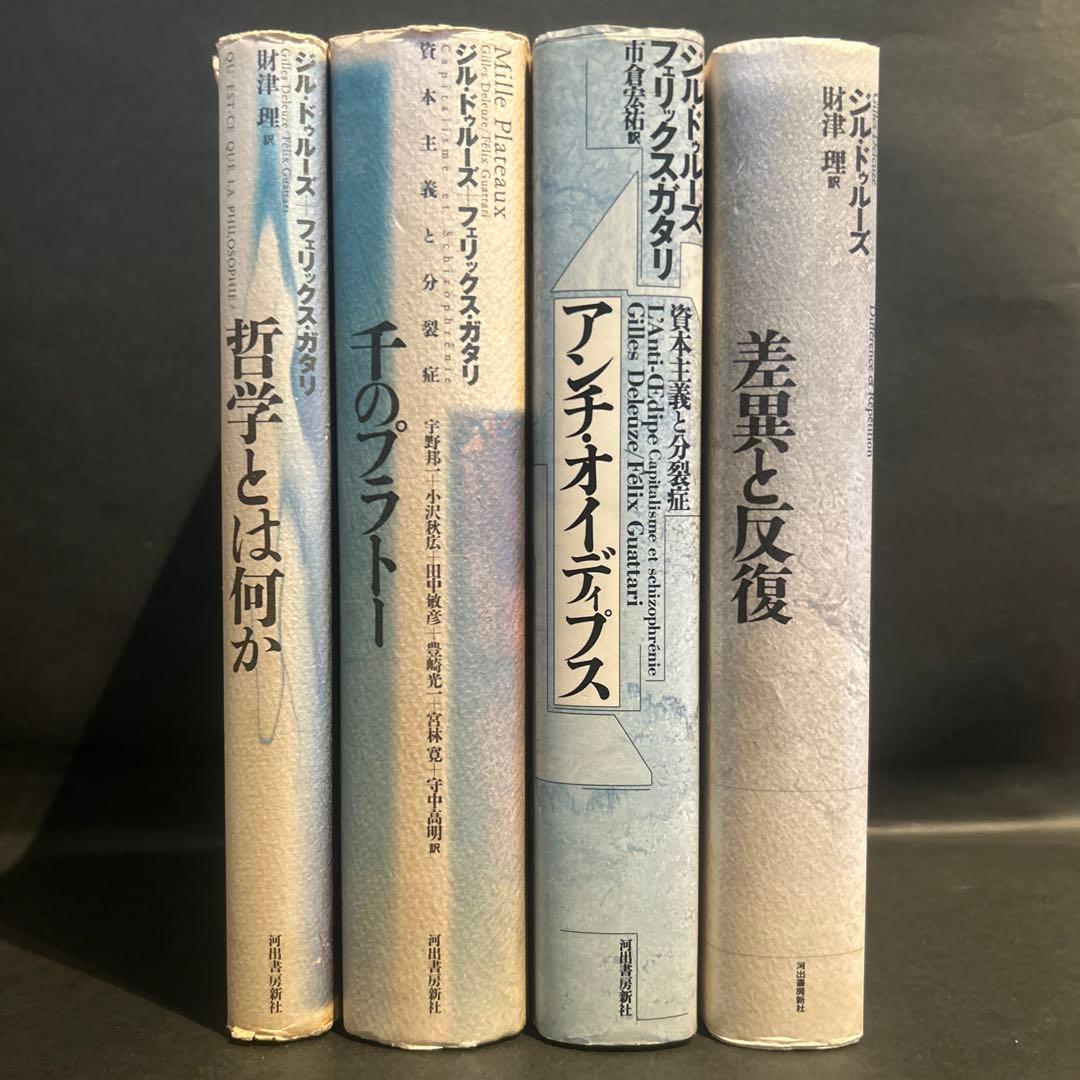 ジル・ドゥルーズ+フェリックス・ガタリ
Gilles Deleuze/Félix Guattari
財津 理 訳
QU'EST-CE QUE LA PHILOSOPHIE?
哲学とは何か
河出書房新社
Mille Plateaux
Gilles Deleuze/Félix Guattari
ジル・ドゥルーズ+フェリックス・ガタリ
Capitalisme et Schizophrénie
資本主義と分裂症
千のプラトー
宇野邦一+小沢秋広+田中敏彦+豊崎光一+宮林 寛+守中高明 訳
河出書房新社
ジル・ドゥルーズ
フェリックス・ガタリ
市倉宏祐 訳
資本主義と分裂症
L'Anti-Œdipe Capitalisme et schizophrénie
Gilles Deleuze/Félix Guattari
アンチ・オイディプス
河出書房新社
Gilles Deleuze
ジル・ドゥルーズ
財津 理 訳
Différence et Répétition
差異と反復
河出書房新社